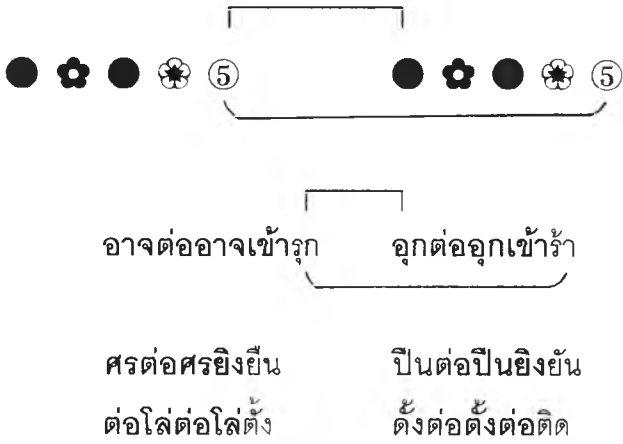 ⑤ ⑤
อาจต่ออาจเข้ารุก อุกต่ออุกเข้าร้า
ศรต่อศรยิงยืน ปืนต่อปืนยิงยัน
ต่อโล่ต่อโล่ตั้ง ดั้งต่อดั้งต่อติด